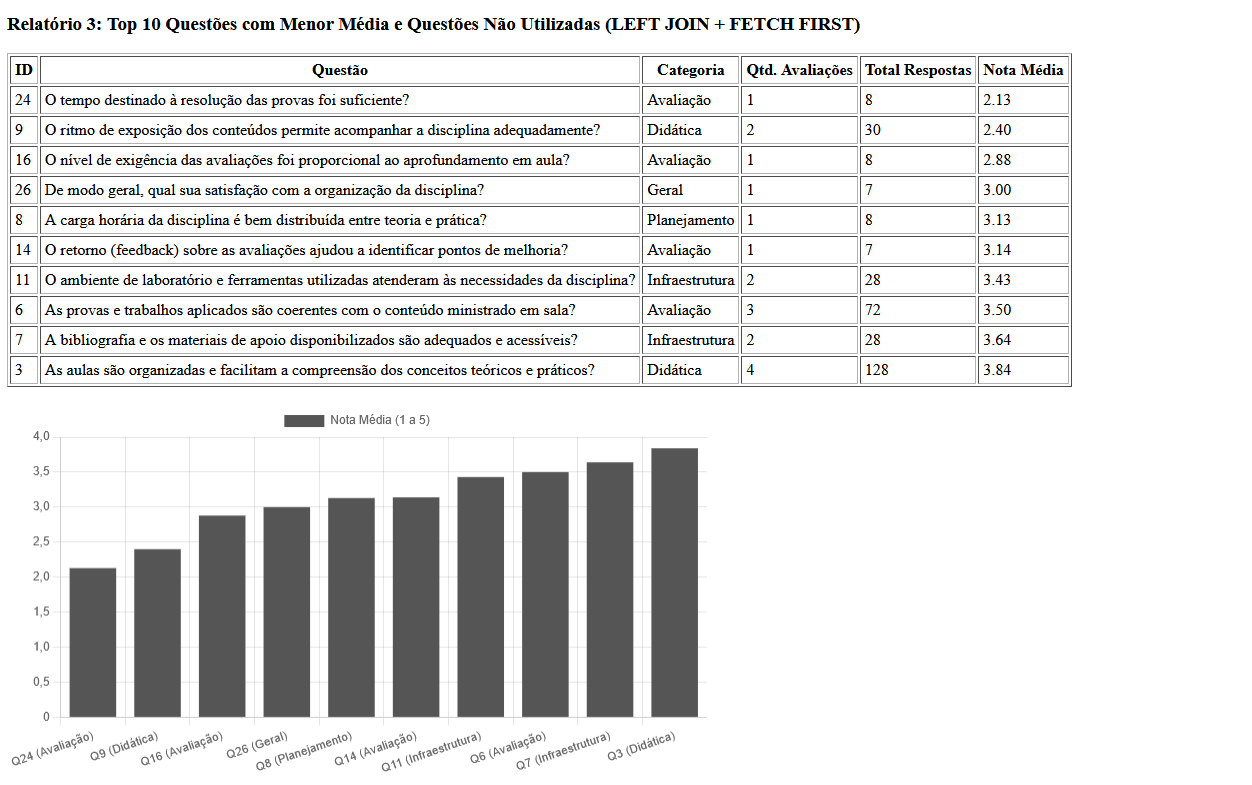 Relatório 3: Top 10 Questões com Menor Média e Questões Não Utilizadas (LEFT JOIN + FETCH FIRST)
ID Questão Categoria Qtd. Avaliações Total Respostas Nota Média
24 O tempo destinado à resolução das provas foi suficiente? Avaliação 1 8 2.13
9 O ritmo de exposição dos conteúdos permite acompanhar a disciplina adequadamente? Didática 2 30 2.40
16 O nível de exigência das avaliações foi proporcional ao aprofundamento em aula? Avaliação 1 8 2.88
26 De modo geral, qual sua satisfação com a organização da disciplina? Geral 1 7 3.00
8 A carga horária da disciplina é bem distribuída entre teoria e prática? Planejamento 1 8 3.13
14 O retorno (feedback) sobre as avaliações ajudou a identificar pontos de melhoria? Avaliação 1 7 3.14
11 O ambiente de laboratório e ferramentas utilizadas atenderam às necessidades da disciplina? Infraestrutura 2 28 3.43
6 As provas e trabalhos aplicados são coerentes com o conteúdo ministrado em sala? Avaliação 3 72 3.50
7 A bibliografia e os materiais de apoio disponibilizados são adequados e acessíveis? Infraestrutura 2 28 3.64
3 As aulas são organizadas e facilitam a compreensão dos conceitos teóricos e práticos? Didática 4 128 3.84
Nota Média (1 a 5)
4,0
3,5
3,0
2,5
2,0
1,5
1,0
0,5
0
Q24 (Avaliação)
Q9 (Didática)
Q16 (Avaliação)
Q26 (Geral)
Q8 (Planejamento)
Q14 (Avaliação)
Q11 (Infraestrutura)
Q6 (Avaliação)
Q7 (Infraestrutura)
Q3 (Didática)